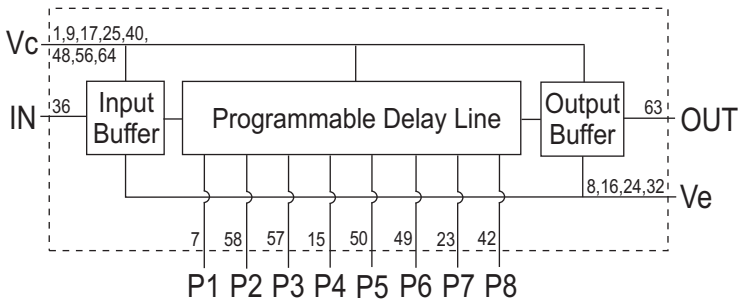 Vc 1,9,17,25,40,
48,56,64
IN 36 Input Buffer Programmable Delay Line Output Buffer 63 OUT
8,16,24,32 Ve
7 58 57 15 50 49 23 42
P1 P2 P3 P4 P5 P6 P7 P8